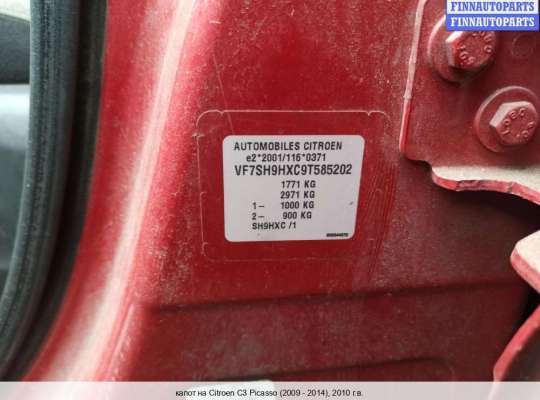 FINNAUTOPARTS
FINNAUTOPARTS
AUTOMOBILES CITROEN
e2*2001/116*0371
VF7SH9HXC9T585202
1771 KG
2971 KG
1- 1000 KG
2- 900 KG
SH9HXC /1
капот на Citroen C3 Picasso (2009 - 2014), 2010 г.в.